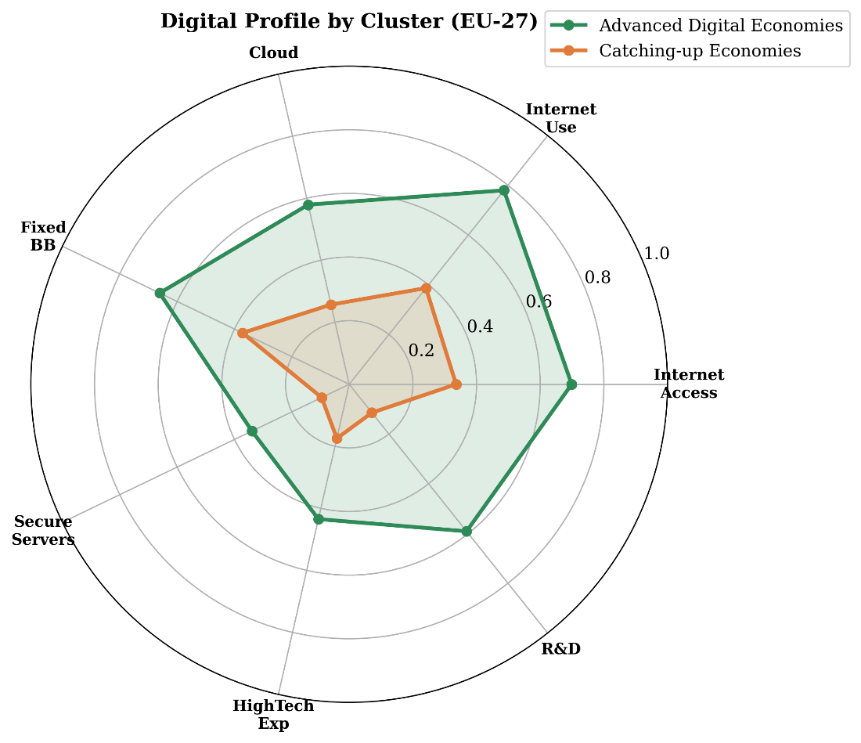 Digital Profile by Cluster (EU-27)
Advanced Digital Economies
Catching-up Economies
Cloud
Internet
Use
Fixed
BB
1.0
0.8
0.6
0.4
0.2
Internet
Access
Secure
Servers
R&D
HighTech
Exp